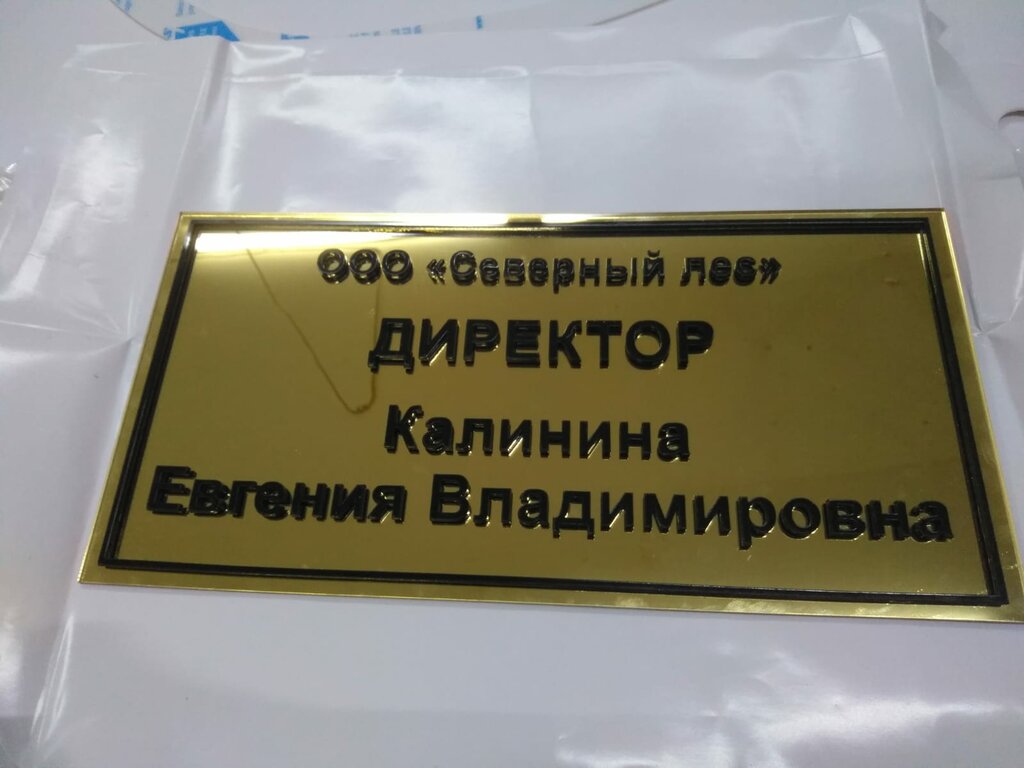 ООО «Северный лес»
ДИРЕКТОР
Калинина
Евгения Владимировна